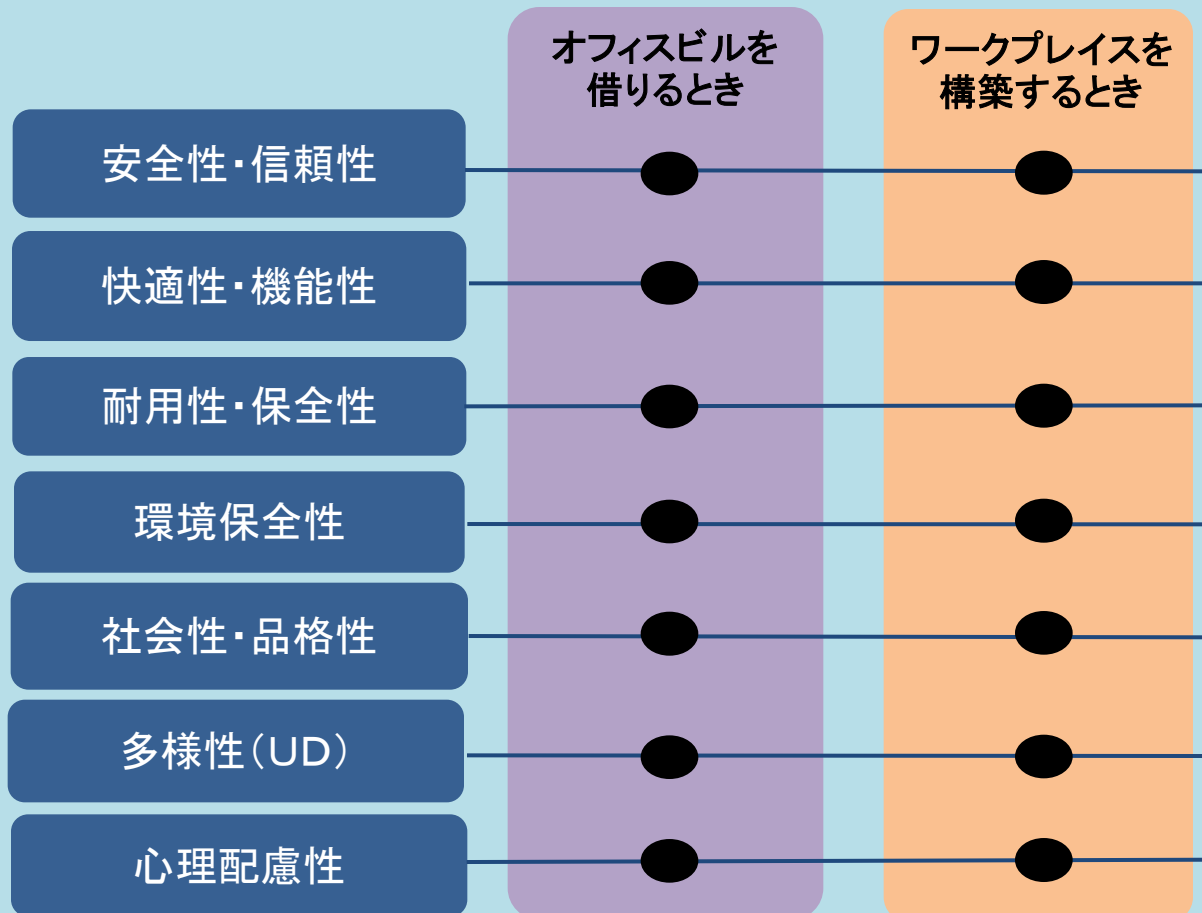 オフィスビルを
借りるとき
ワークプレイスを
構築するとき
安全性・信頼性
快適性・機能性
耐用性・保全性
環境保全性
社会性・品格性
多様性（ＵＤ）
心理配慮性